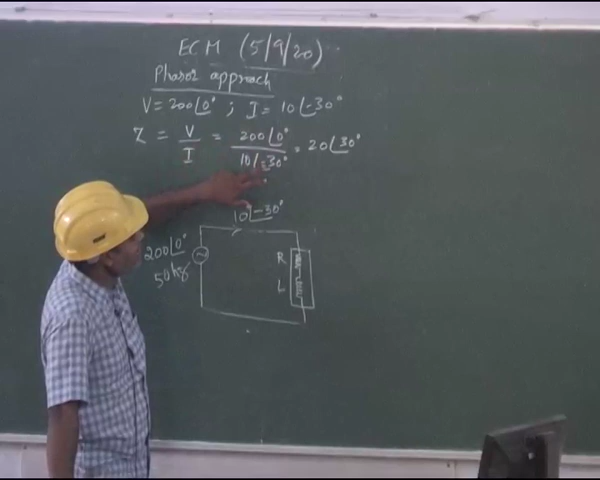 ECM (5/9/20)
Phasor approach
V = 200∠0° ; I = 10∠-30°
Z = V/I = 200∠0° / 10∠-30° = 20∠30°
10∠-30°
200∠0°
50hz
R
L